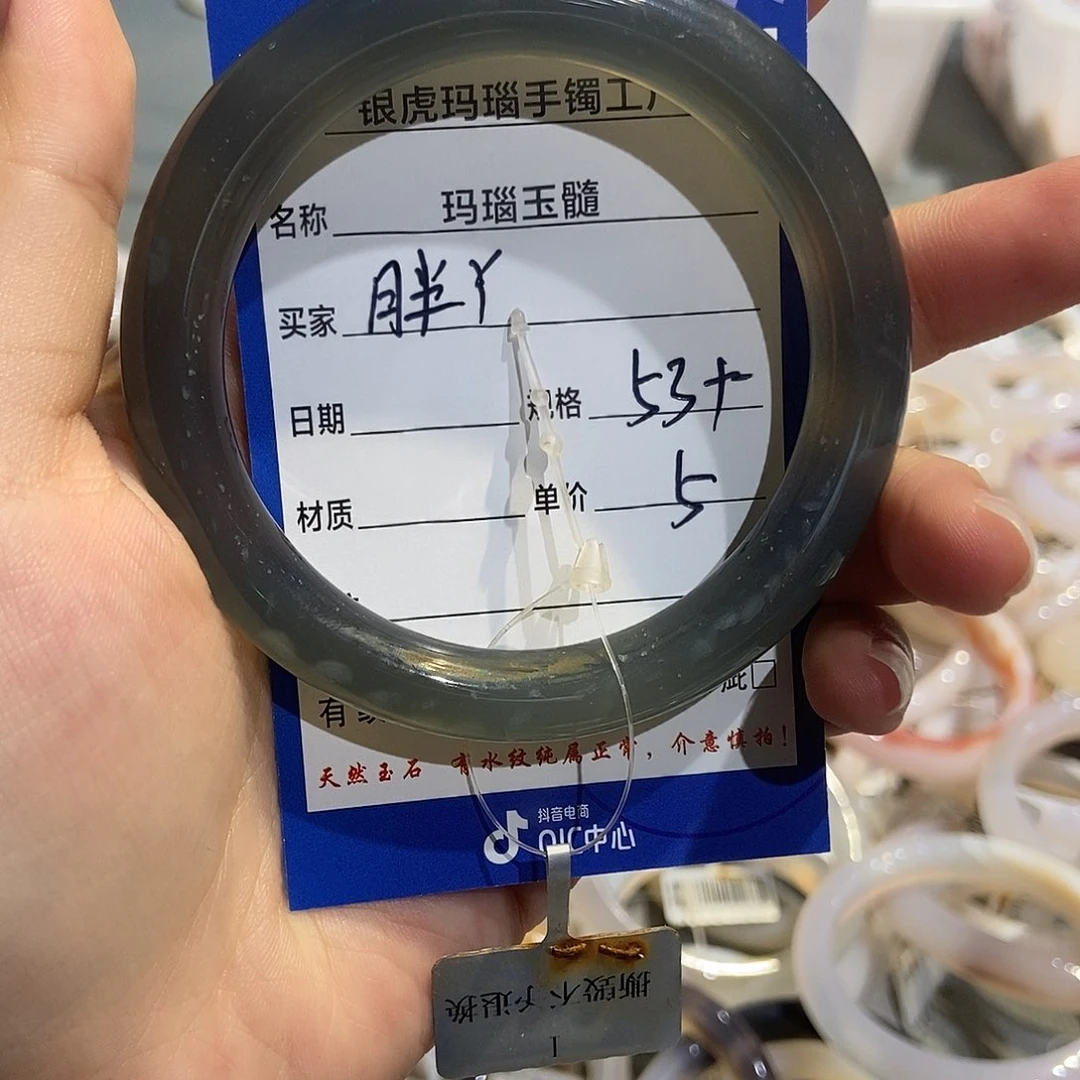 银虎玛瑙手镯工厂
名称 玛瑙玉髓
买家 胖丫
日期 规格 53+
材质 单价 5
有
天然玉石 有水纹纯属正常，介意慎拍！
抖音电商
QIC中心
撕毁不予退换
1